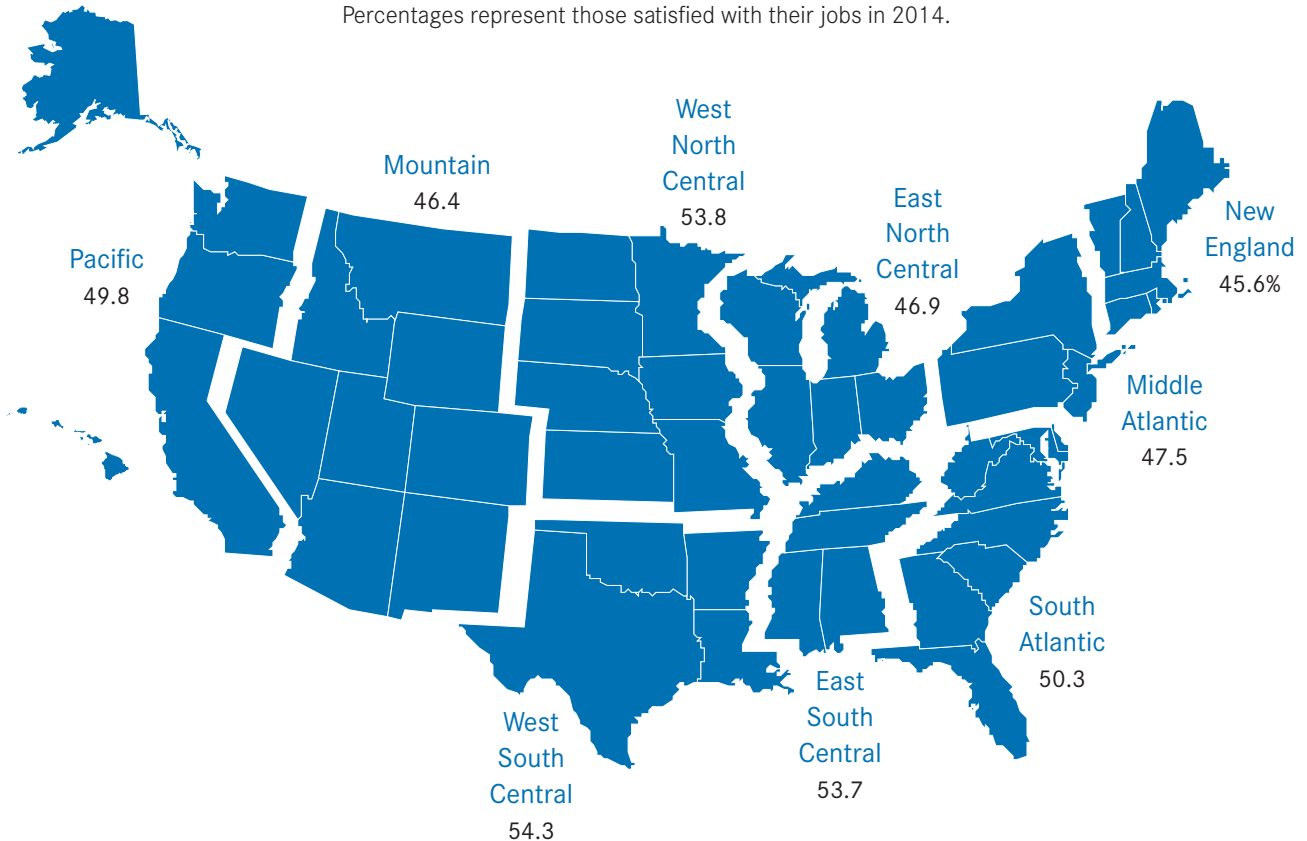 Percentages represent those satisfied with their jobs in 2014.
West
North
Central
53.8
Mountain
46.4
East
North
Central
46.9
New
England
45.6%
Pacific
49.8
Middle
Atlantic
47.5
South
Atlantic
50.3
East
South
Central
53.7
West
South
Central
54.3